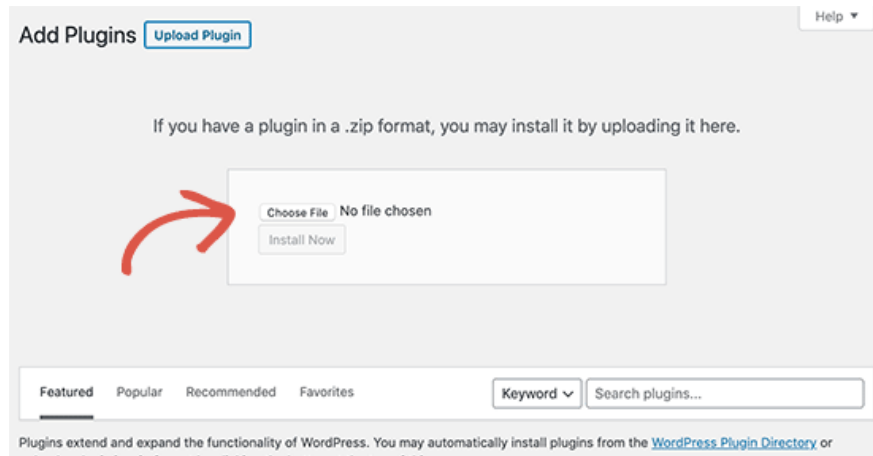 Help ▼
Add Plugins Upload Plugin
If you have a plugin in a .zip format, you may install it by uploading it here.
Choose File No file chosen
Install Now
Featured Popular Recommended Favorites Keyword Search plugins...
Plugins extend and expand the functionality of WordPress. You may automatically install plugins from the WordPress Plugin Directory or